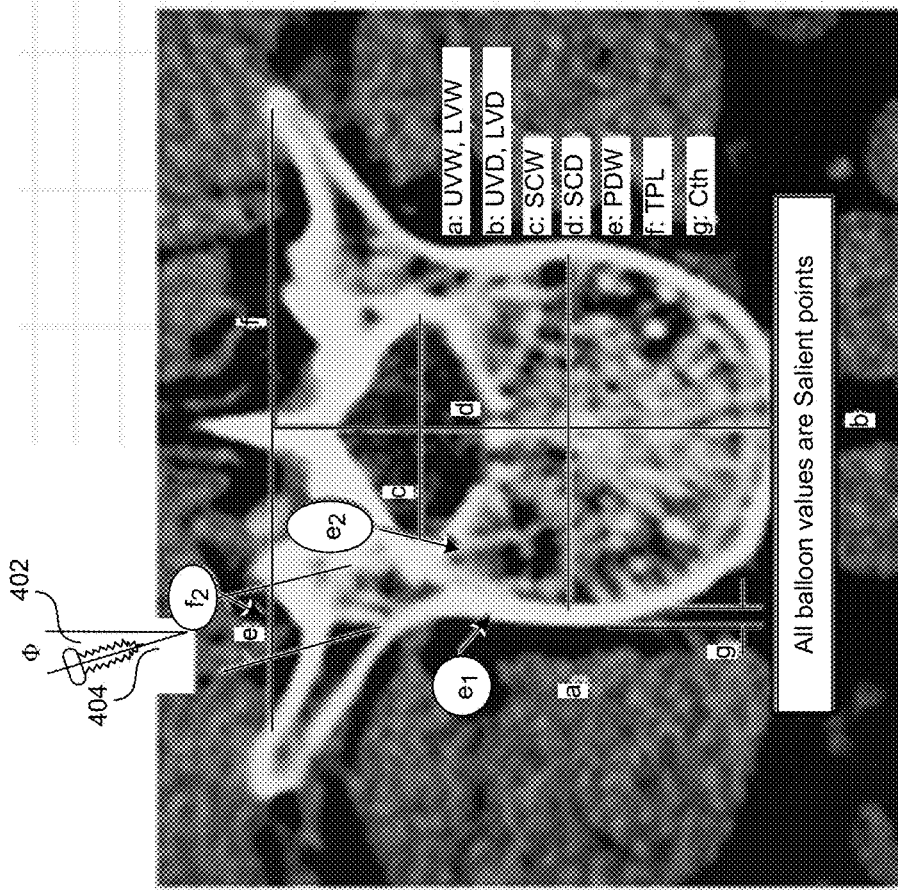 402
Φ
404
f2
e
f
e2
c
d
e1
a
g
b
a: UVW, LVW
b: UVD, LVD
c: SCW
d: SCD
e: PDW
f: TPL
g: Cth
All balloon values are Salient points